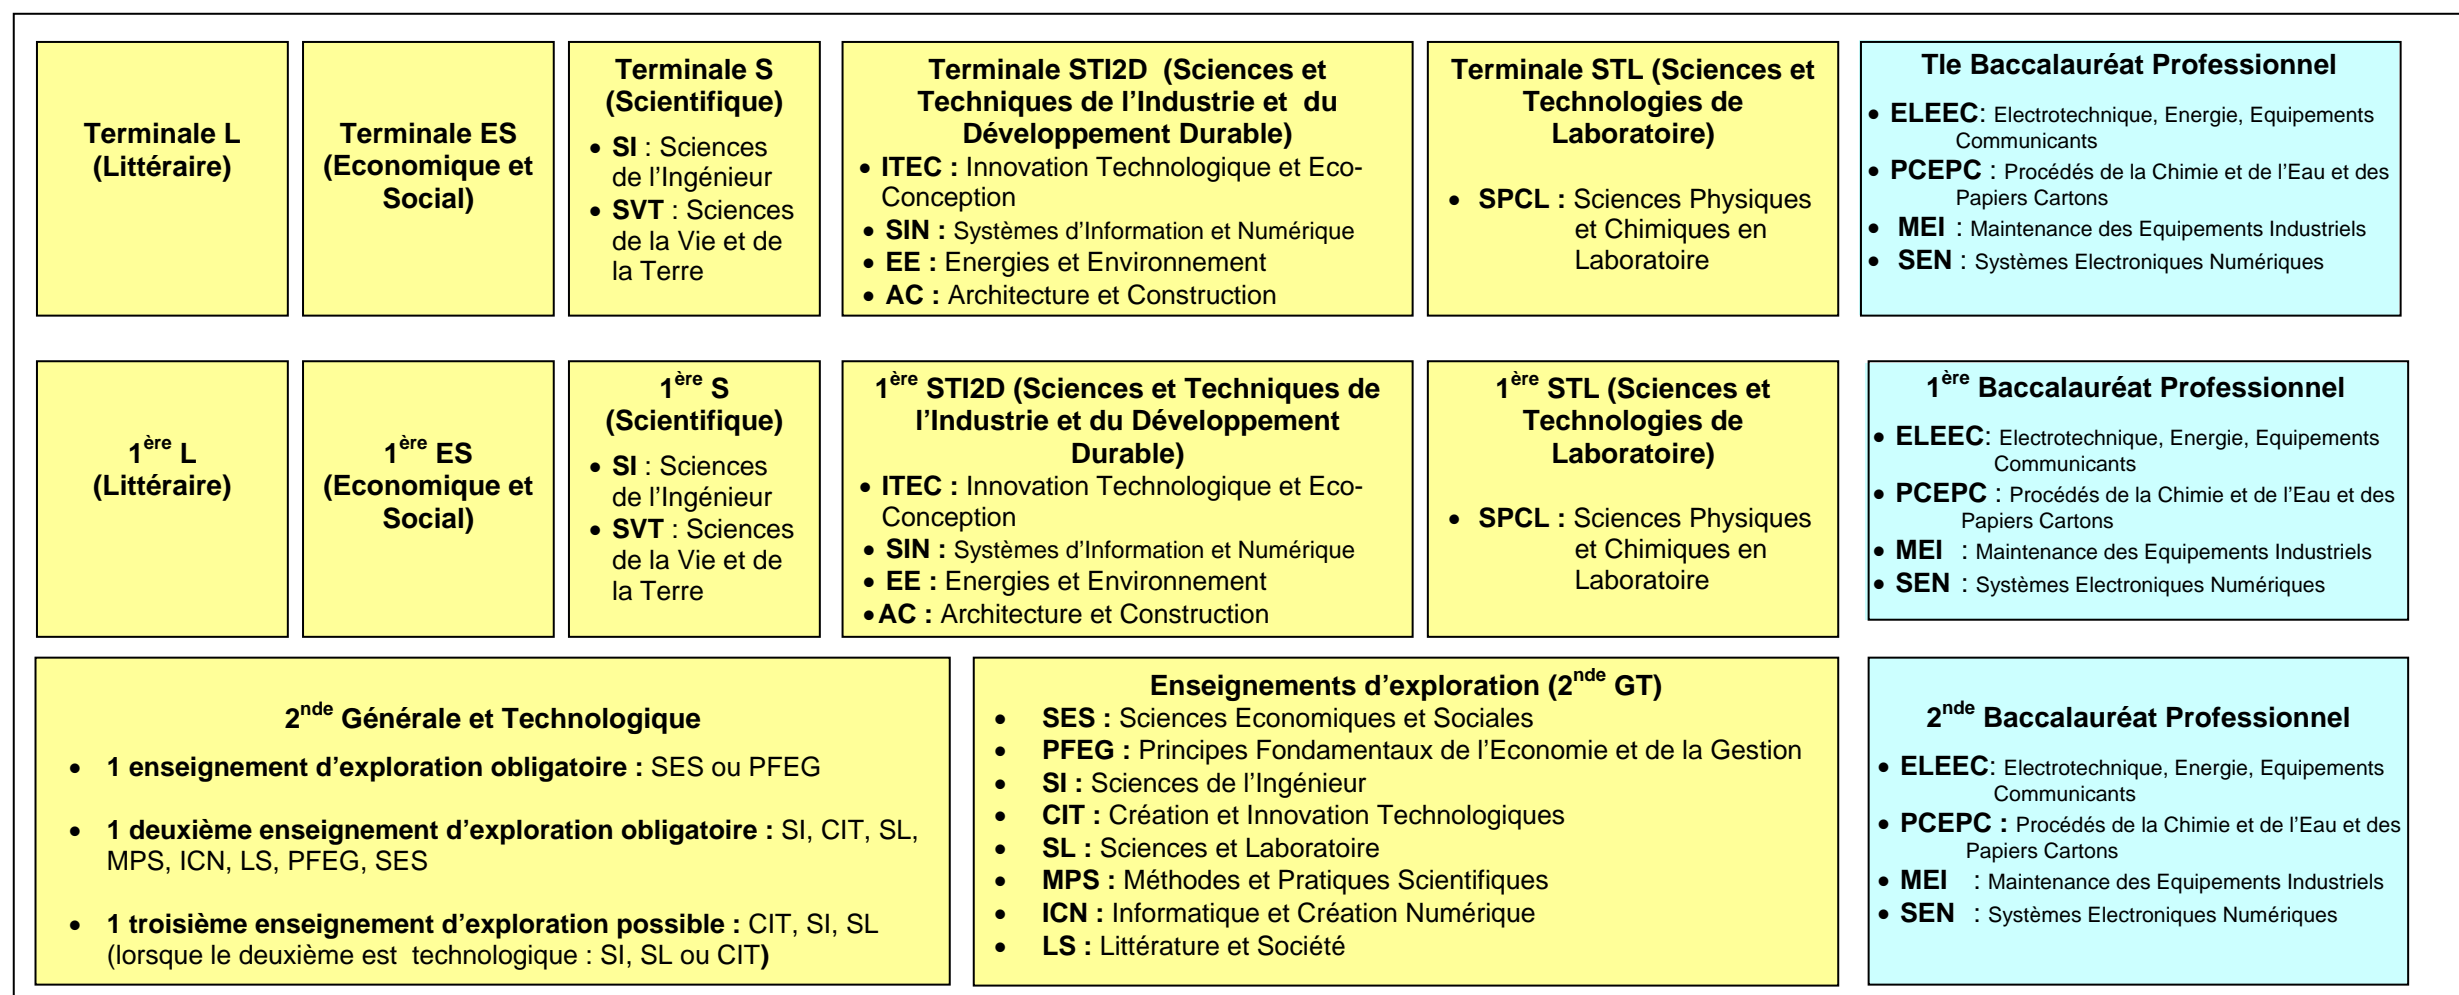 Terminale L
(Littéraire)
Terminale ES
(Economique et
Social)
Terminale S
(Scientifique)
• SI : Sciences
de l'Ingénieur
• SVT : Sciences
de la Vie et de
la Terre
Terminale STI2D (Sciences et
Techniques de l'Industrie et du
Développement Durable)
• ITEC : Innovation Technologique et Eco-
Conception
• SIN : Systèmes d'Information et Numérique
• EE : Energies et Environnement
• AC : Architecture et Construction
Terminale STL (Sciences et
Technologies de
Laboratoire)
• SPCL : Sciences Physiques
et Chimiques en
Laboratoire
Tle Baccalauréat Professionnel
• ELEEC: Electrotechnique, Energie, Equipements
Communicants
• PCEPC : Procédés de la Chimie et de l'Eau et des
Papiers Cartons
• MEI : Maintenance des Equipements Industriels
• SEN : Systèmes Electroniques Numériques
1ère L
(Littéraire)
1ère ES
(Economique et
Social)
1ère S
(Scientifique)
• SI : Sciences
de l'Ingénieur
• SVT : Sciences
de la Vie et de
la Terre
1ère STI2D (Sciences et Techniques de
l'Industrie et du Développement
Durable)
• ITEC : Innovation Technologique et Eco-
Conception
• SIN : Systèmes d'Information et Numérique
• EE : Energies et Environnement
• AC : Architecture et Construction
1ère STL (Sciences et
Technologies de
Laboratoire)
• SPCL : Sciences Physiques
et Chimiques en
Laboratoire
1ère Baccalauréat Professionnel
• ELEEC: Electrotechnique, Energie, Equipements
Communicants
• PCEPC : Procédés de la Chimie et de l'Eau et des
Papiers Cartons
• MEI : Maintenance des Equipements Industriels
• SEN : Systèmes Electroniques Numériques
2nde Générale et Technologique
• 1 enseignement d'exploration obligatoire : SES ou PFEG
• 1 deuxième enseignement d'exploration obligatoire : SI, CIT, SL,
MPS, ICN, LS, PFEG, SES
• 1 troisième enseignement d'exploration possible : CIT, SI, SL
(lorsque le deuxième est technologique : SI, SL ou CIT)
Enseignements d'exploration (2nde GT)
• SES : Sciences Economiques et Sociales
• PFEG : Principes Fondamentaux de l'Economie et de la Gestion
• SI : Sciences de l'Ingénieur
• CIT : Création et Innovation Technologiques
• SL : Sciences et Laboratoire
• MPS : Méthodes et Pratiques Scientifiques
• ICN : Informatique et Création Numérique
• LS : Littérature et Société
2nde Baccalauréat Professionnel
• ELEEC: Electrotechnique, Energie, Equipements
Communicants
• PCEPC : Procédés de la Chimie et de l'Eau et des
Papiers Cartons
• MEI : Maintenance des Equipements Industriels
• SEN : Systèmes Electroniques Numériques